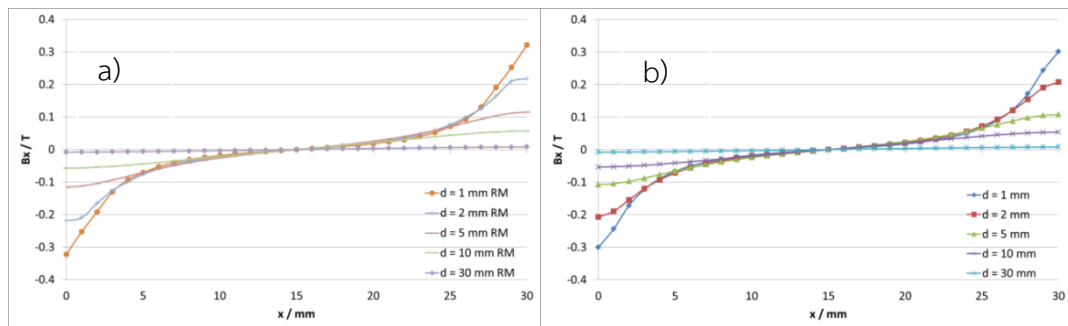 a)
0.4
0.3
0.2
0.1
0
-0.1
-0.2
-0.3
-0.4
Bx / T
0 5 10 15 20 25 30
x / mm
d = 1 mm RM
d = 2 mm RM
d = 5 mm RM
d = 10 mm RM
d = 30 mm RM
b)
0.4
0.3
0.2
0.1
0
-0.1
-0.2
-0.3
-0.4
Bx / T
0 5 10 15 20 25 30
x / mm
d = 1 mm
d = 2 mm
d = 5 mm
d = 10 mm
d = 30 mm